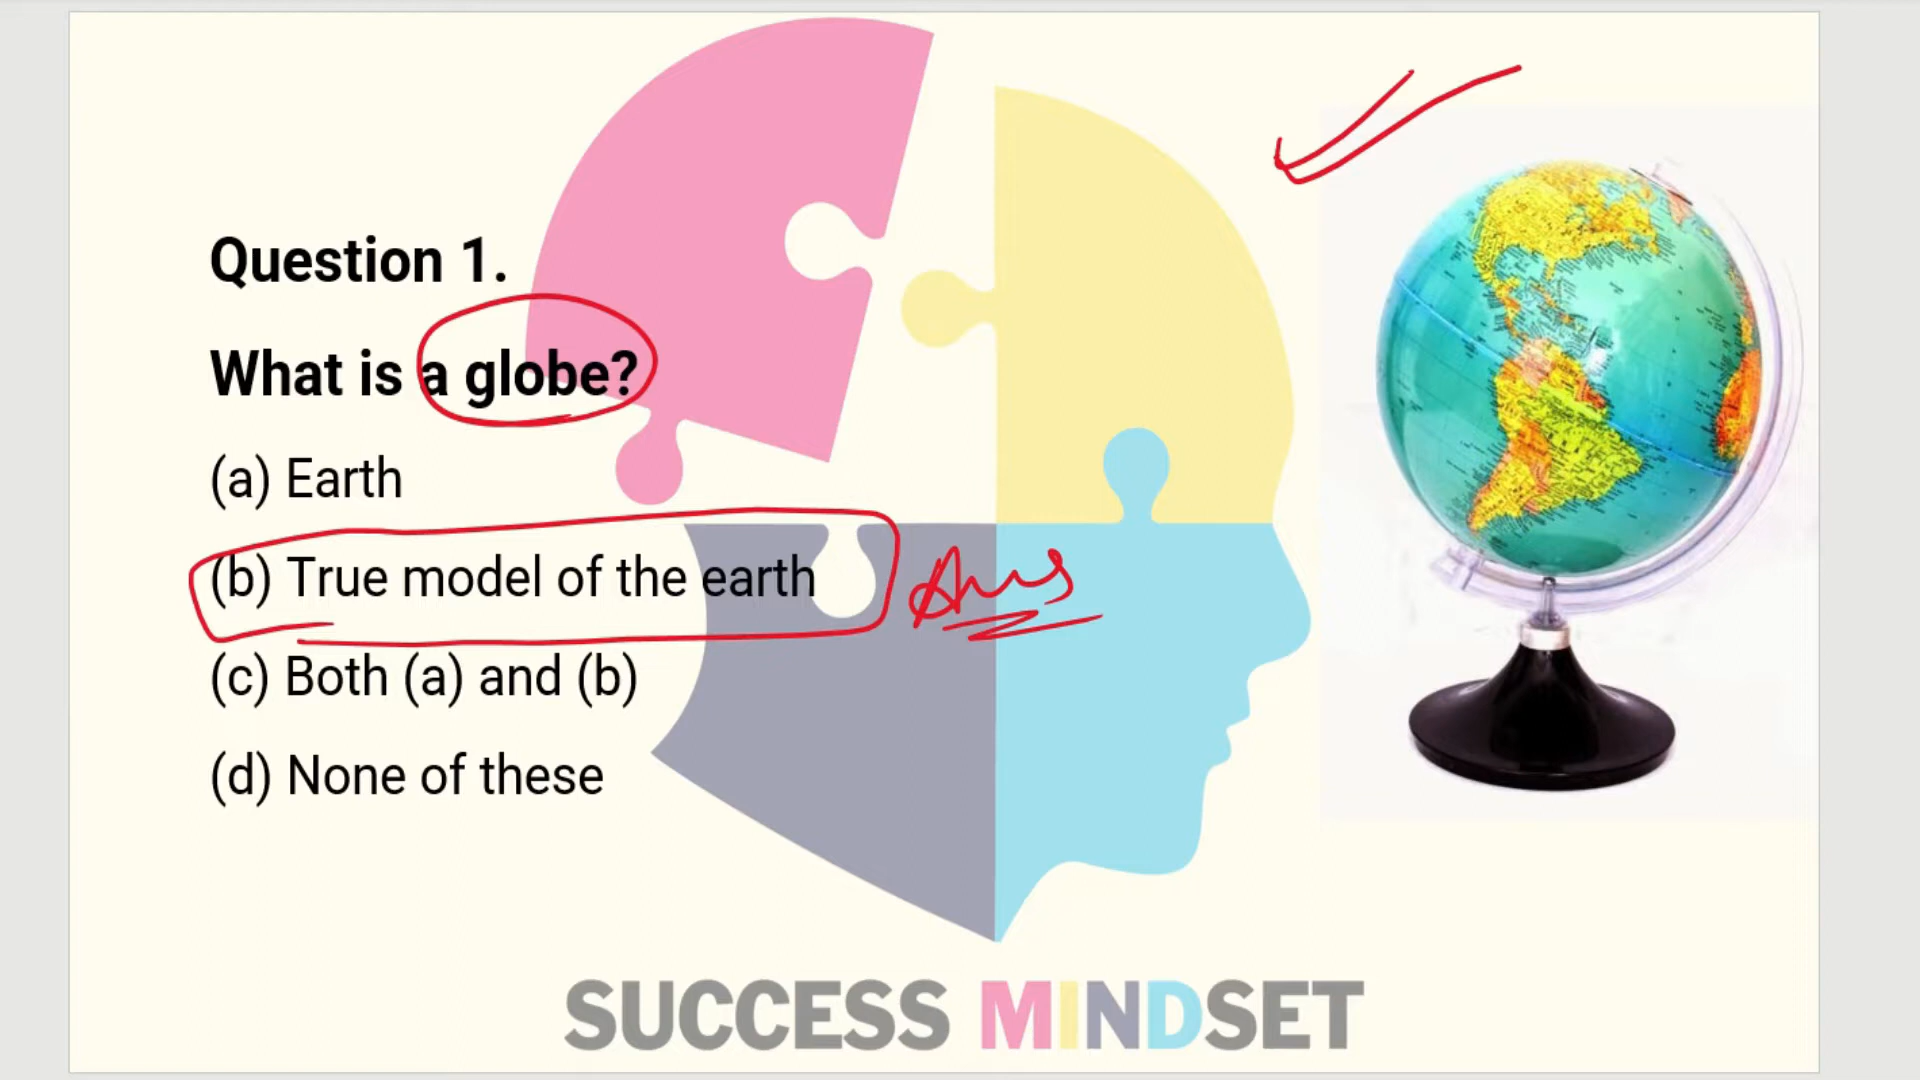 Question 1.
What is a globe?
(a) Earth
(b) True model of the earth
Ans
(c) Both (a) and (b)
(d) None of these
SUCCESS MINDSET